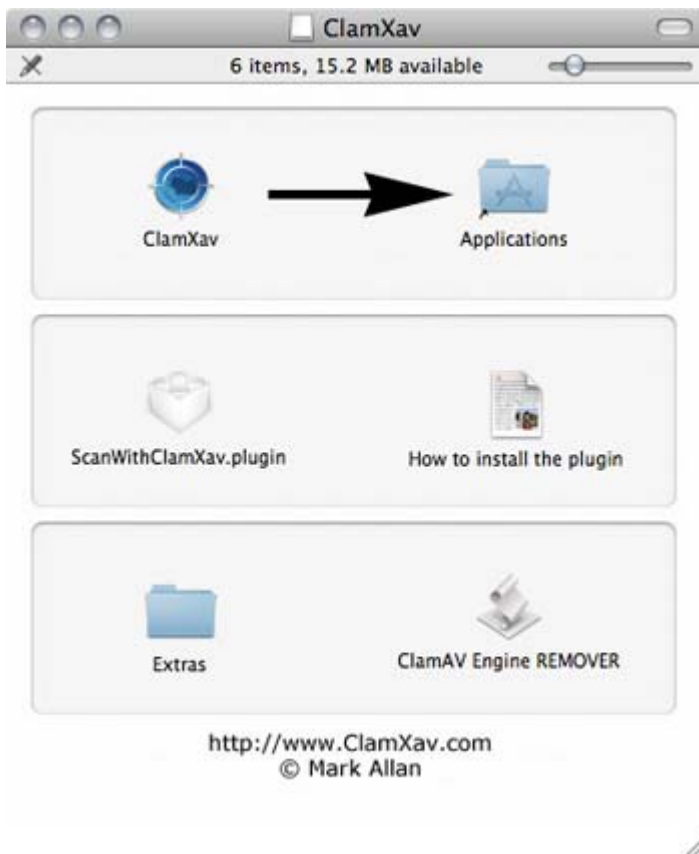 ClamXav
6 items, 15.2 MB available
ClamXav
Applications
ScanWithClamXav.plugin
How to install the plugin
Extras
ClamAV Engine REMOVER
http://www.ClamXav.com
© Mark Allan